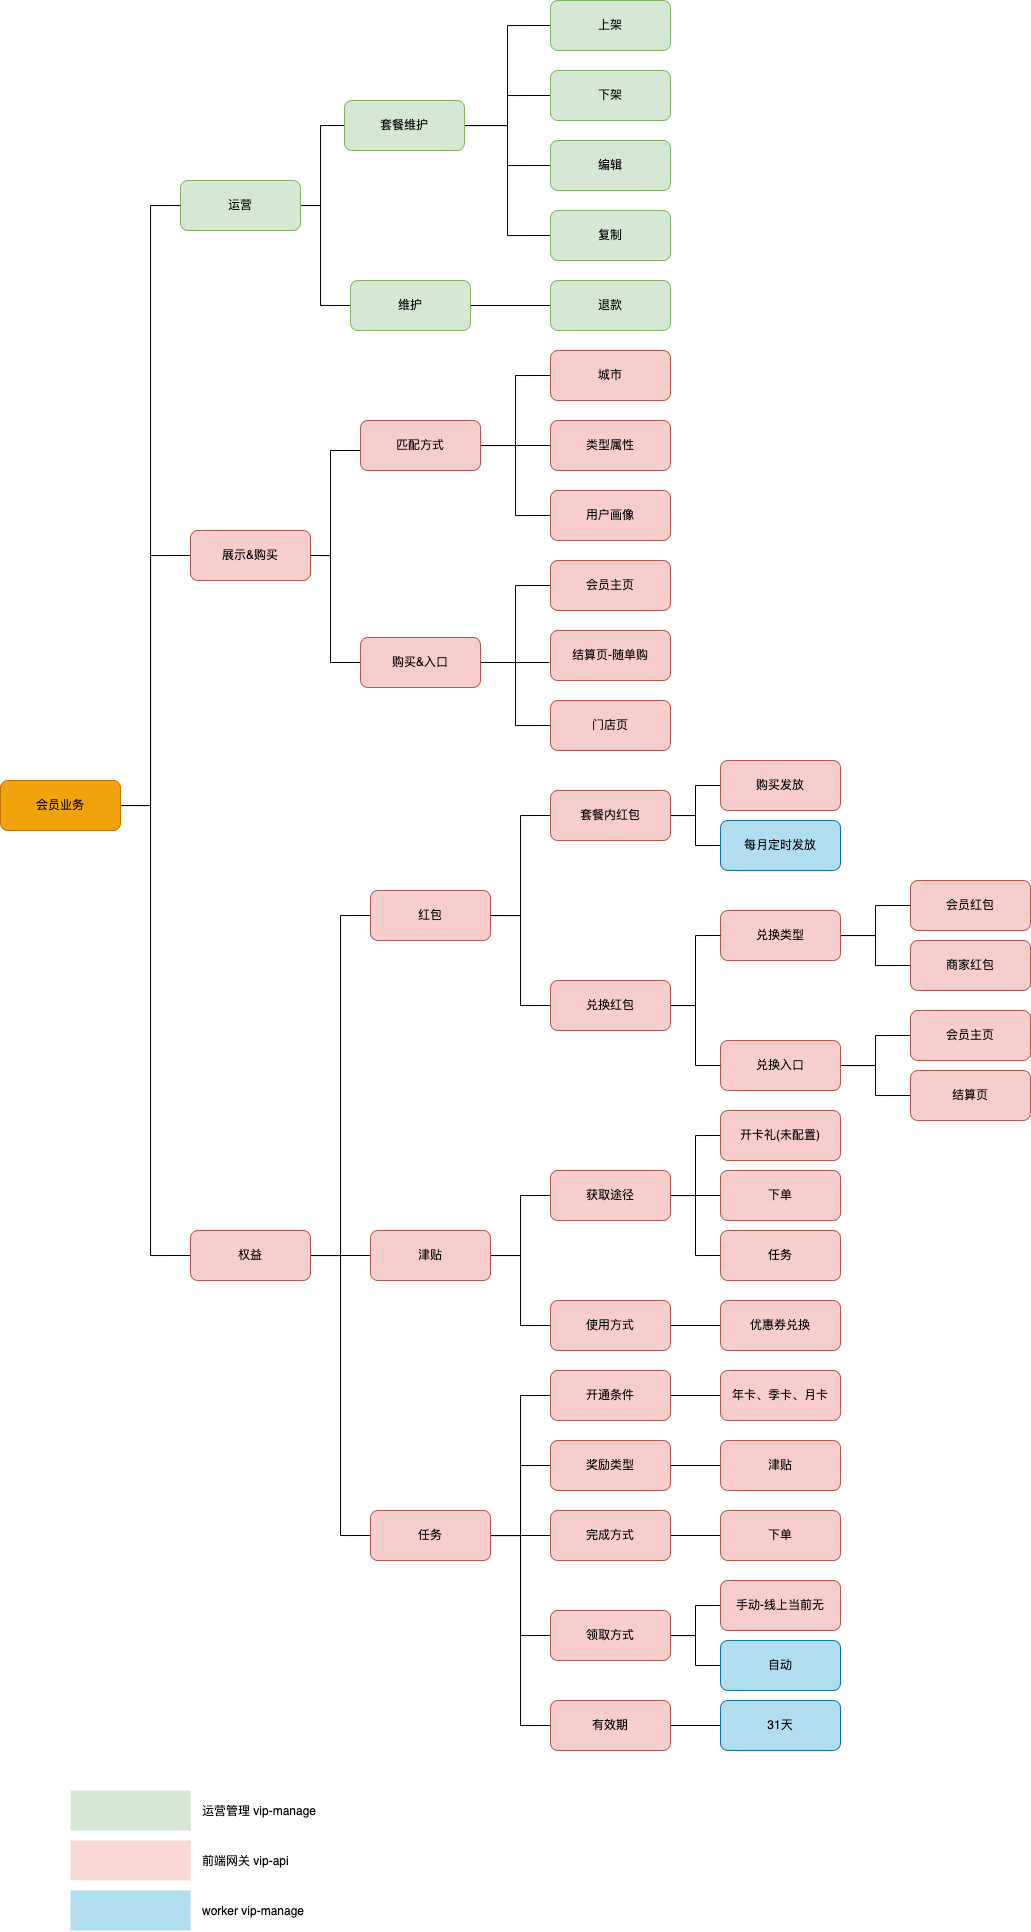 上架
下架
套餐维护
编辑
运营
复制
维护
退款
城市
匹配方式
类型属性
用户画像
展示&购买
会员主页
购买&入口
结算页-随单购
门店页
会员业务
购买发放
套餐内红包
每月定时发放
红包
会员红包
兑换类型
商家红包
兑换红包
会员主页
兑换入口
结算页
开卡礼(未配置)
获取途径
下单
权益
津贴
任务
使用方式
优惠券兑换
开通条件
年卡、季卡、月卡
奖励类型
津贴
任务
完成方式
下单
手动-线上当前无
领取方式
自动
有效期
31天
运营管理 vip-manage
前端网关 vip-api
worker vip-manage